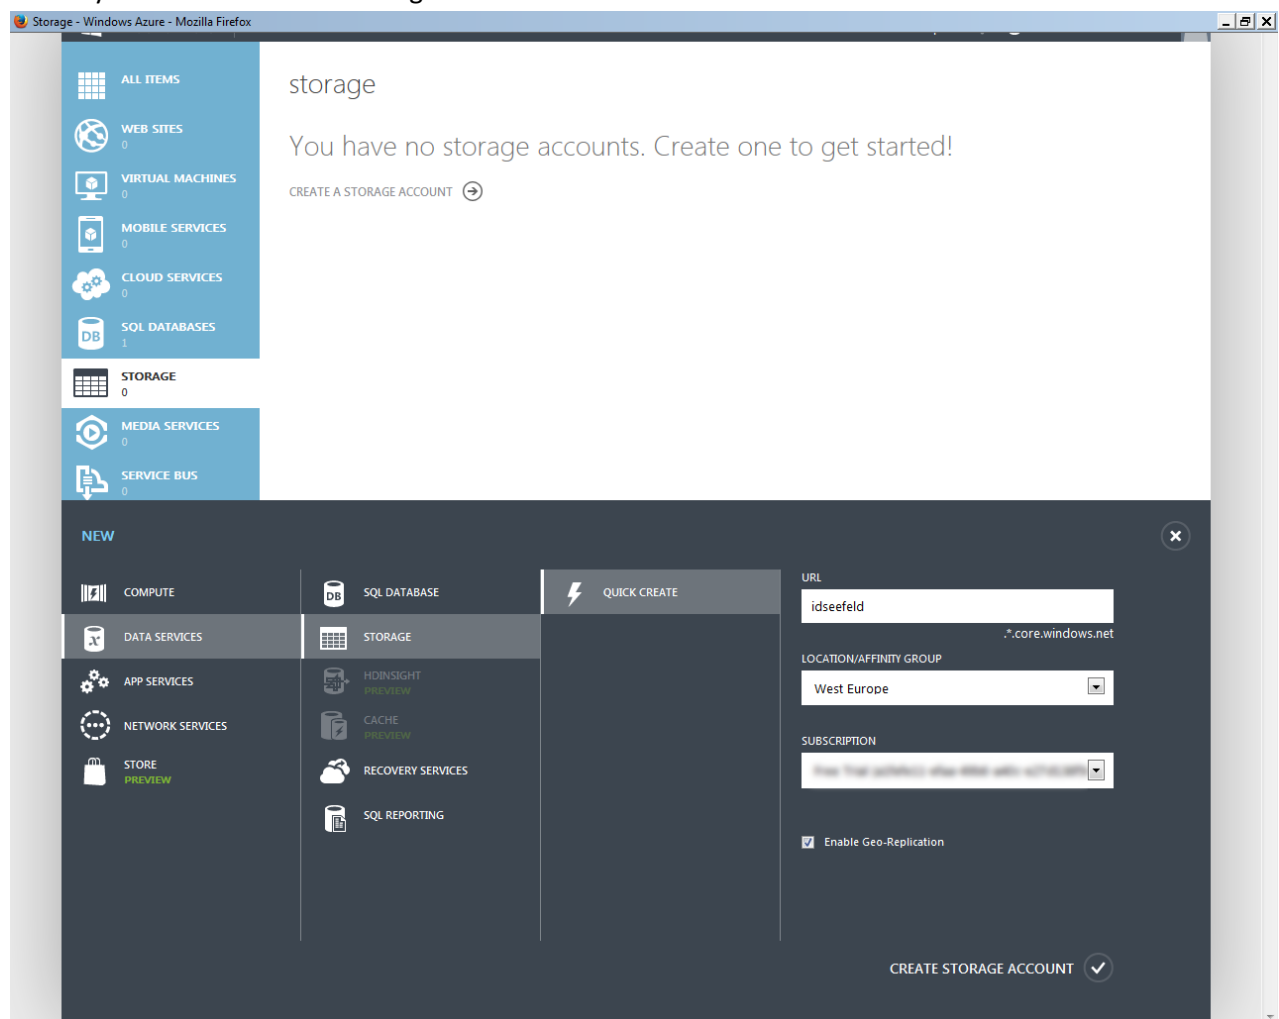 Storage - Windows Azure - Mozilla Firefox
ALL ITEMS
WEB SITES
0
VIRTUAL MACHINES
0
MOBILE SERVICES
0
CLOUD SERVICES
0
SQL DATABASES
1
STORAGE
0
MEDIA SERVICES
0
SERVICE BUS
0
storage
You have no storage accounts. Create one to get started!
CREATE A STORAGE ACCOUNT
NEW
COMPUTE
DATA SERVICES
APP SERVICES
NETWORK SERVICES
STORE
PREVIEW
SQL DATABASE
STORAGE
HDINSIGHT
PREVIEW
CACHE
PREVIEW
RECOVERY SERVICES
SQL REPORTING
QUICK CREATE
URL
idseefeld
.*.core.windows.net
LOCATION/AFFINITY GROUP
West Europe
SUBSCRIPTION
Enable Geo-Replication
CREATE STORAGE ACCOUNT